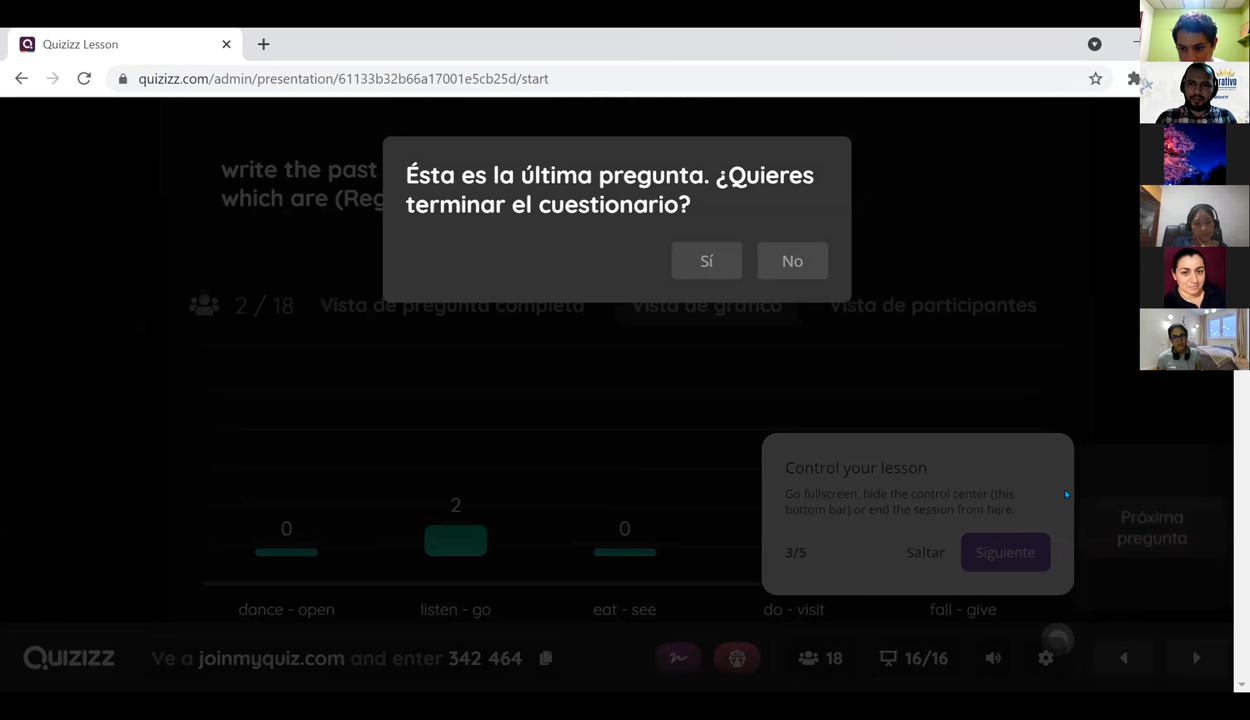 Quizizz Lesson
quizizz.com/admin/presentation/61133b32b66a17001e5cb25d/start
write the past
which are (Reg
Ésta es la última pregunta. ¿Quieres
terminar el cuestionario?
Sí
No
2 / 18
Vista de pregunta completa
Vista de gráfico
Vista de participantes
Control your lesson
Go fullscreen, hide the control center (this
bottom bar) or end the session from here.
3/5
Saltar
Siguiente
Próxima
pregunta
0
2
0
dance - open
listen - go
eat - see
do - visit
fall - give
QUIZIZZ
Ve a joinmyquiz.com and enter 342 464
18
16/16